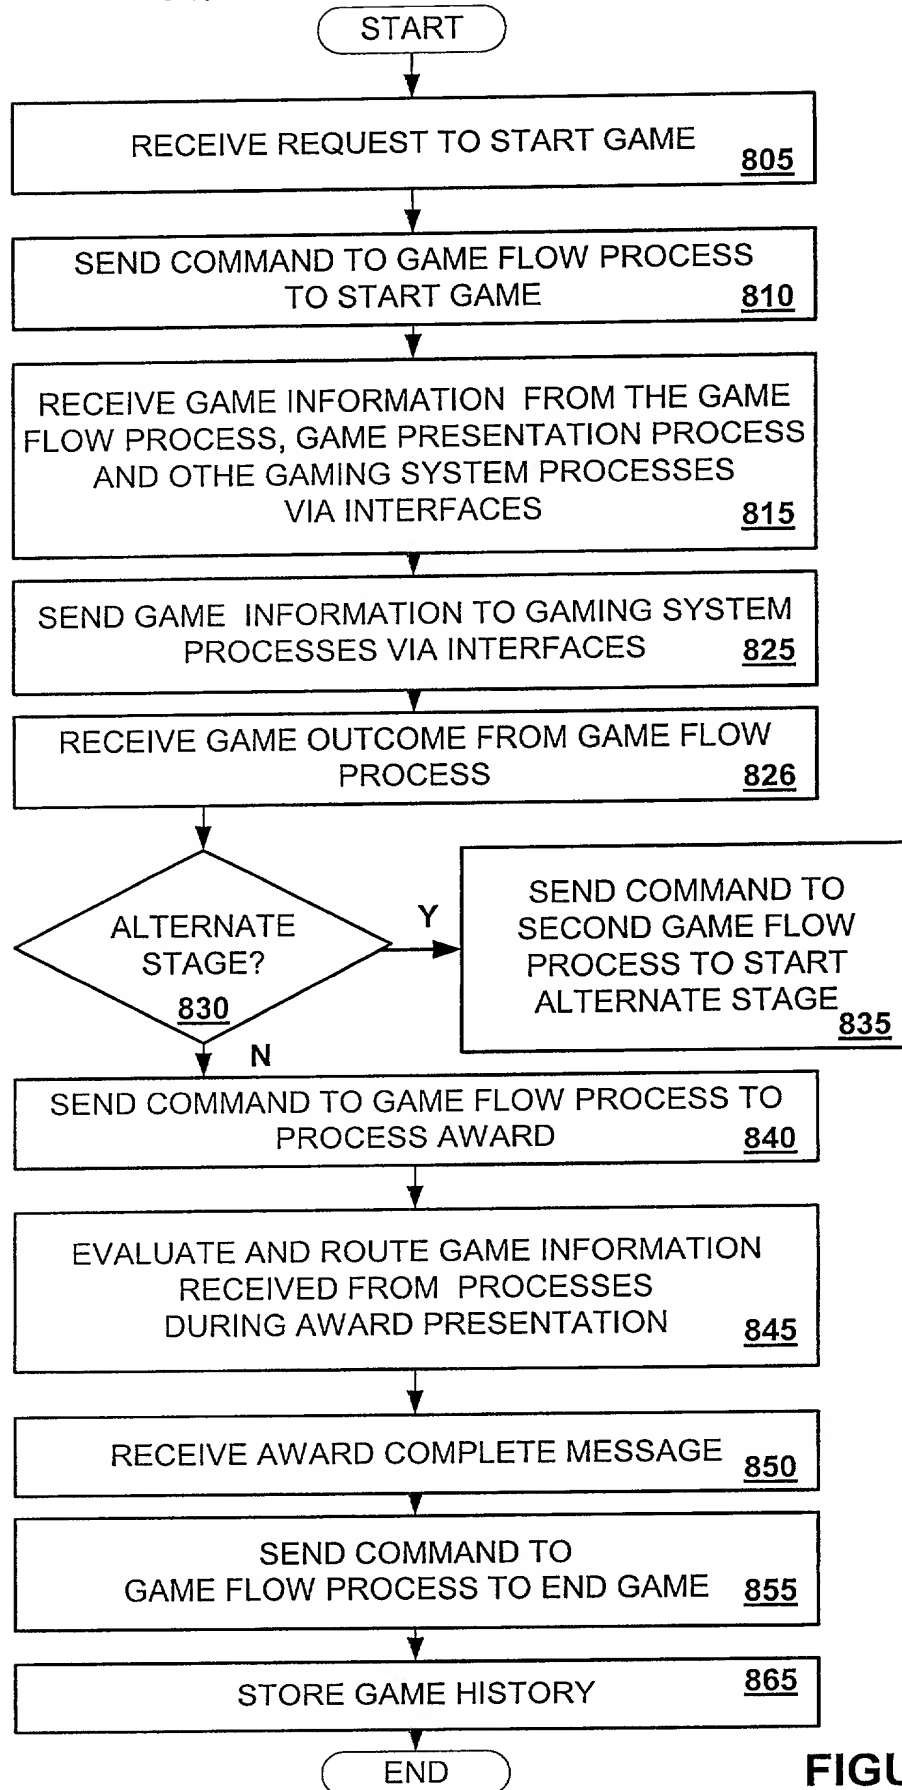 START
RECEIVE REQUEST TO START GAME
805
SEND COMMAND TO GAME FLOW PROCESS
TO START GAME
810
RECEIVE GAME INFORMATION FROM THE GAME
FLOW PROCESS, GAME PRESENTATION PROCESS
AND OTHE GAMING SYSTEM PROCESSES
VIA INTERFACES
815
SEND GAME INFORMATION TO GAMING SYSTEM
PROCESSES VIA INTERFACES
825
RECEIVE GAME OUTCOME FROM GAME FLOW
PROCESS
826
ALTERNATE
STAGE?
830
Y
SEND COMMAND TO
SECOND GAME FLOW
PROCESS TO START
ALTERNATE STAGE
835
N
SEND COMMAND TO GAME FLOW PROCESS TO
PROCESS AWARD
840
EVALUATE AND ROUTE GAME INFORMATION
RECEIVED FROM PROCESSES
DURING AWARD PRESENTATION
845
RECEIVE AWARD COMPLETE MESSAGE
850
SEND COMMAND TO
GAME FLOW PROCESS TO END GAME
855
STORE GAME HISTORY
865
END